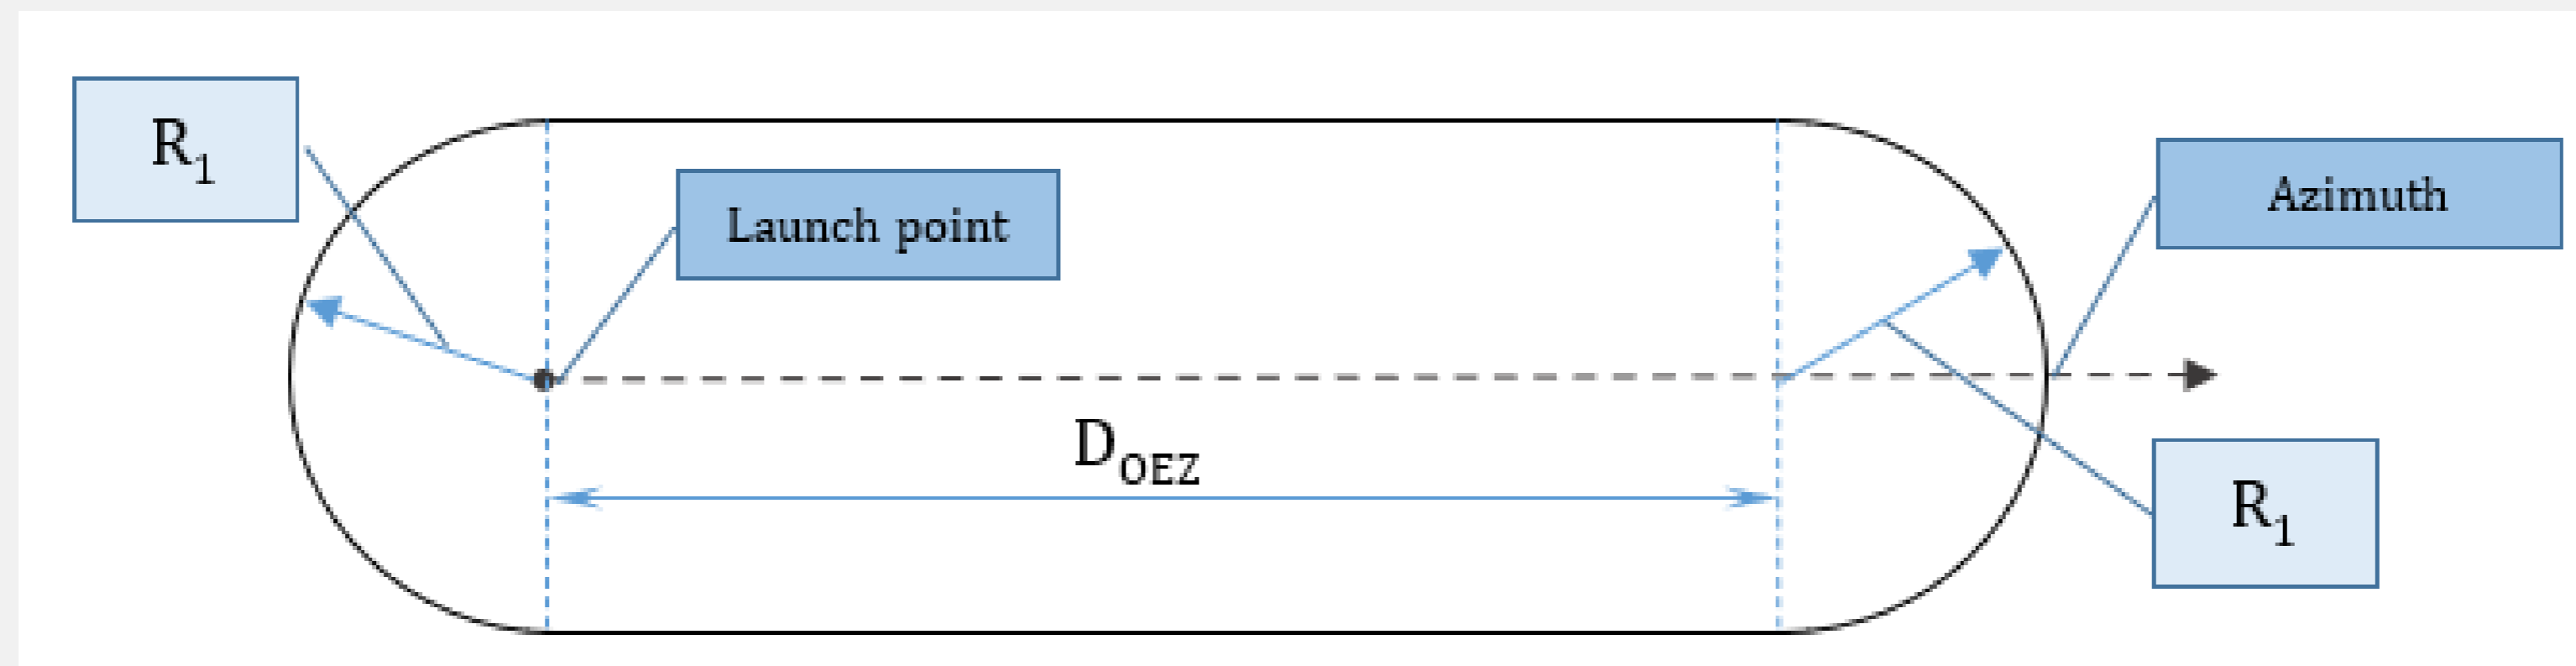 R1
Launch point
Azimuth
DOEZ
R1